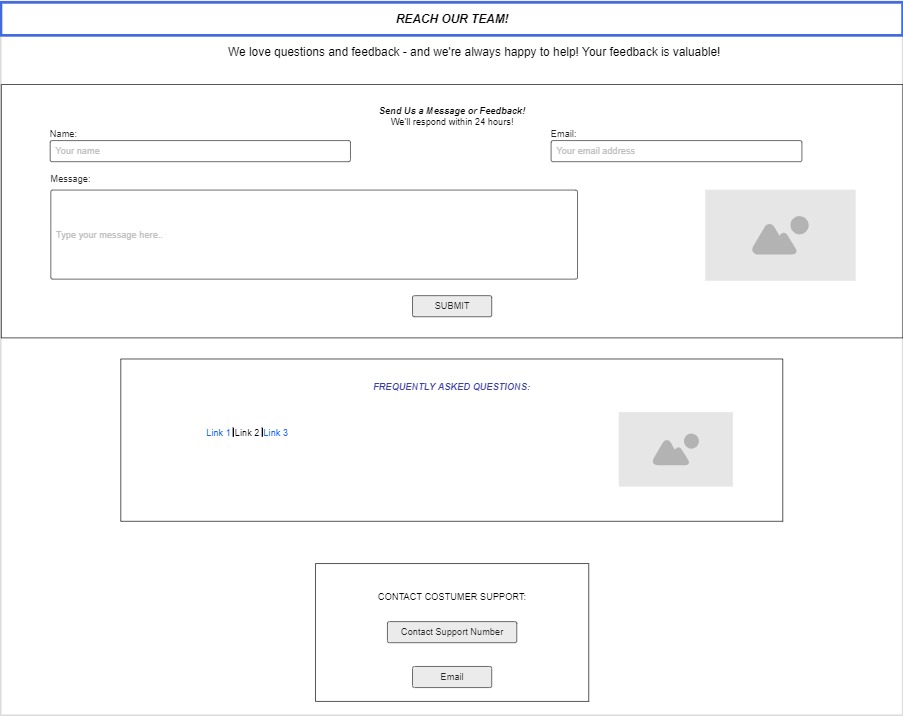 REACH OUR TEAM!
We love questions and feedback - and we're always happy to help! Your feedback is valuable!
Send Us a Message or Feedback!
We'll respond within 24 hours!
Name:
Email:
Your name
Your email address
Message:
Type your message here..
SUBMIT
FREQUENTLY ASKED QUESTIONS:
Link 1 Link 2 Link 3
CONTACT COSTUMER SUPPORT:
Contact Support Number
Email